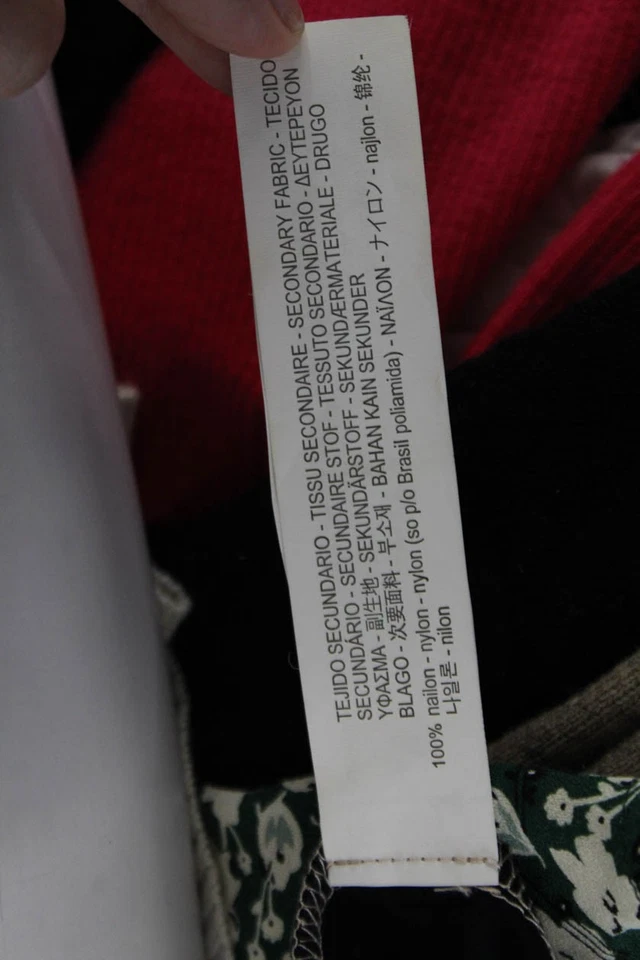 TEJIDO SECUNDARIO - TISSU SECONDAIRE - SECONDARY FABRIC - TECIDO
SECUNDÁRIO - SECUNDAIRE STOF - TESSUTO SECONDARIO - ΔΕΥΤΕΡΕΥΟΝ
ΥΦΑΣΜΑ - 副生地 - SEKUNDÄRSTOFF - SEKUNDÆRMATERIALE - DRUGO
BLAGO - 次要面料 - 부소재 - BAHAN KAIN SEKUNDER
100% nailon - nylon - nylon (so p/o Brasil poliamida) - ΝΑΪΛΟΝ - ナイロン - najlon - 锦纶 -
나일론 - nilon